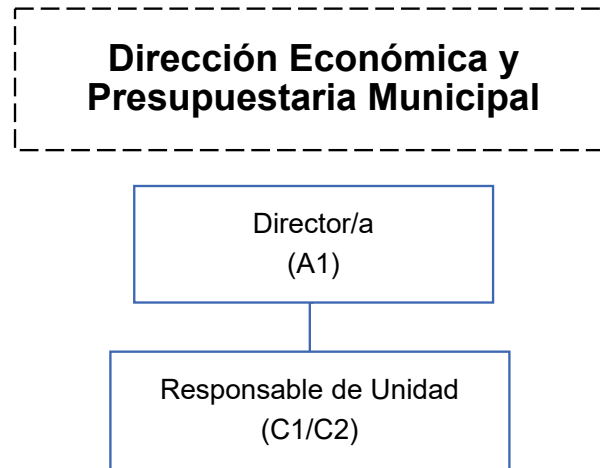 Dirección Económica y
Presupuestaria Municipal
Director/a
(A1)
Responsable de Unidad
(C1/C2)